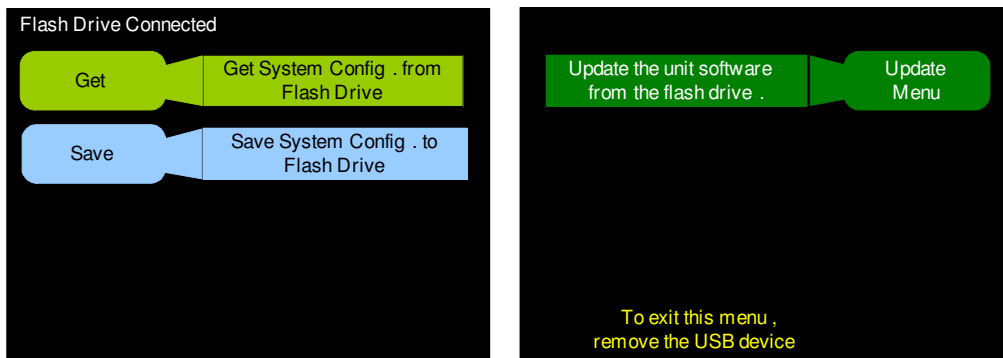 Flash Drive Connected
Get
Get System Config . from
Flash Drive
Save
Save System Config . to
Flash Drive
Update the unit software
from the flash drive .
Update
Menu
To exit this menu ,
remove the USB device